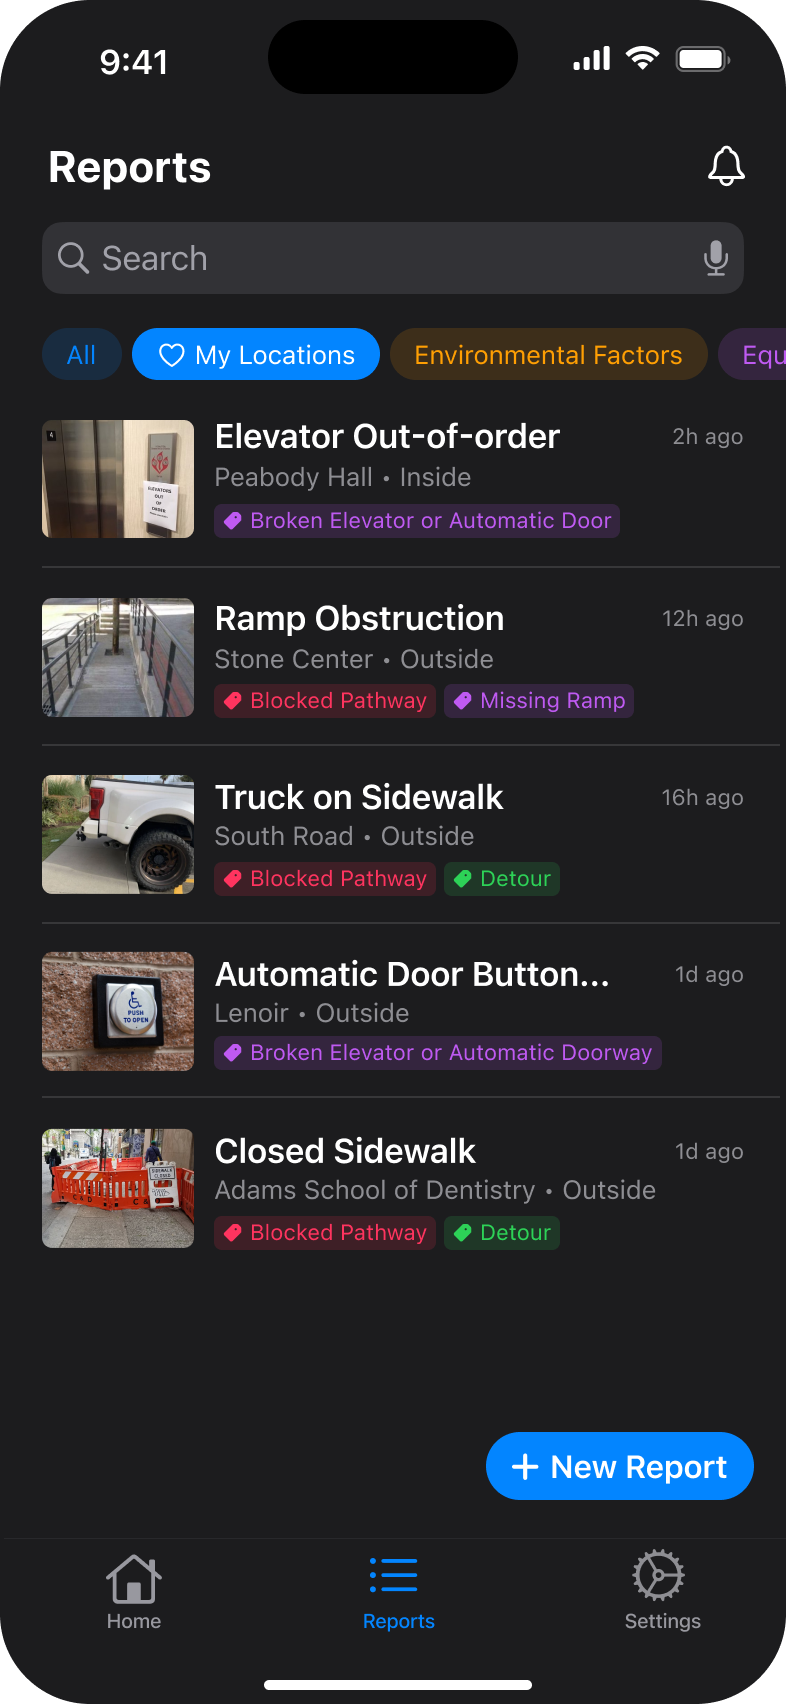 9:41
Reports
Search
All
My Locations
Environmental Factors
Equ
Elevator Out-of-order
2h ago
Peabody Hall • Inside
Broken Elevator or Automatic Door
4
ELEVATORS
OUT
OF
ORDER
Ramp Obstruction
12h ago
Stone Center • Outside
Blocked Pathway
Missing Ramp
Truck on Sidewalk
16h ago
South Road • Outside
Blocked Pathway
Detour
Automatic Door Button...
1d ago
Lenoir • Outside
Broken Elevator or Automatic Doorway
PUSH
TO OPEN
Closed Sidewalk
1d ago
Adams School of Dentistry • Outside
Blocked Pathway
Detour
SIDEWALK
CLOSED
+ New Report
Home
Reports
Settings